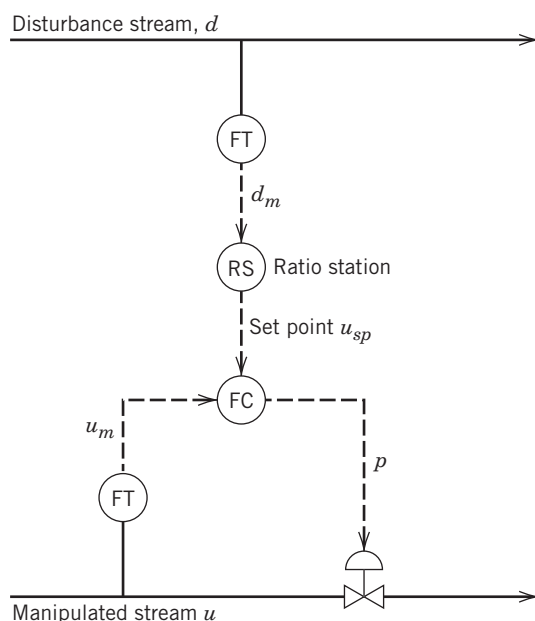 Disturbance stream, d
FT
d_m
RS Ratio station
Set point u_sp
FC
u_m
p
FT
Manipulated stream u